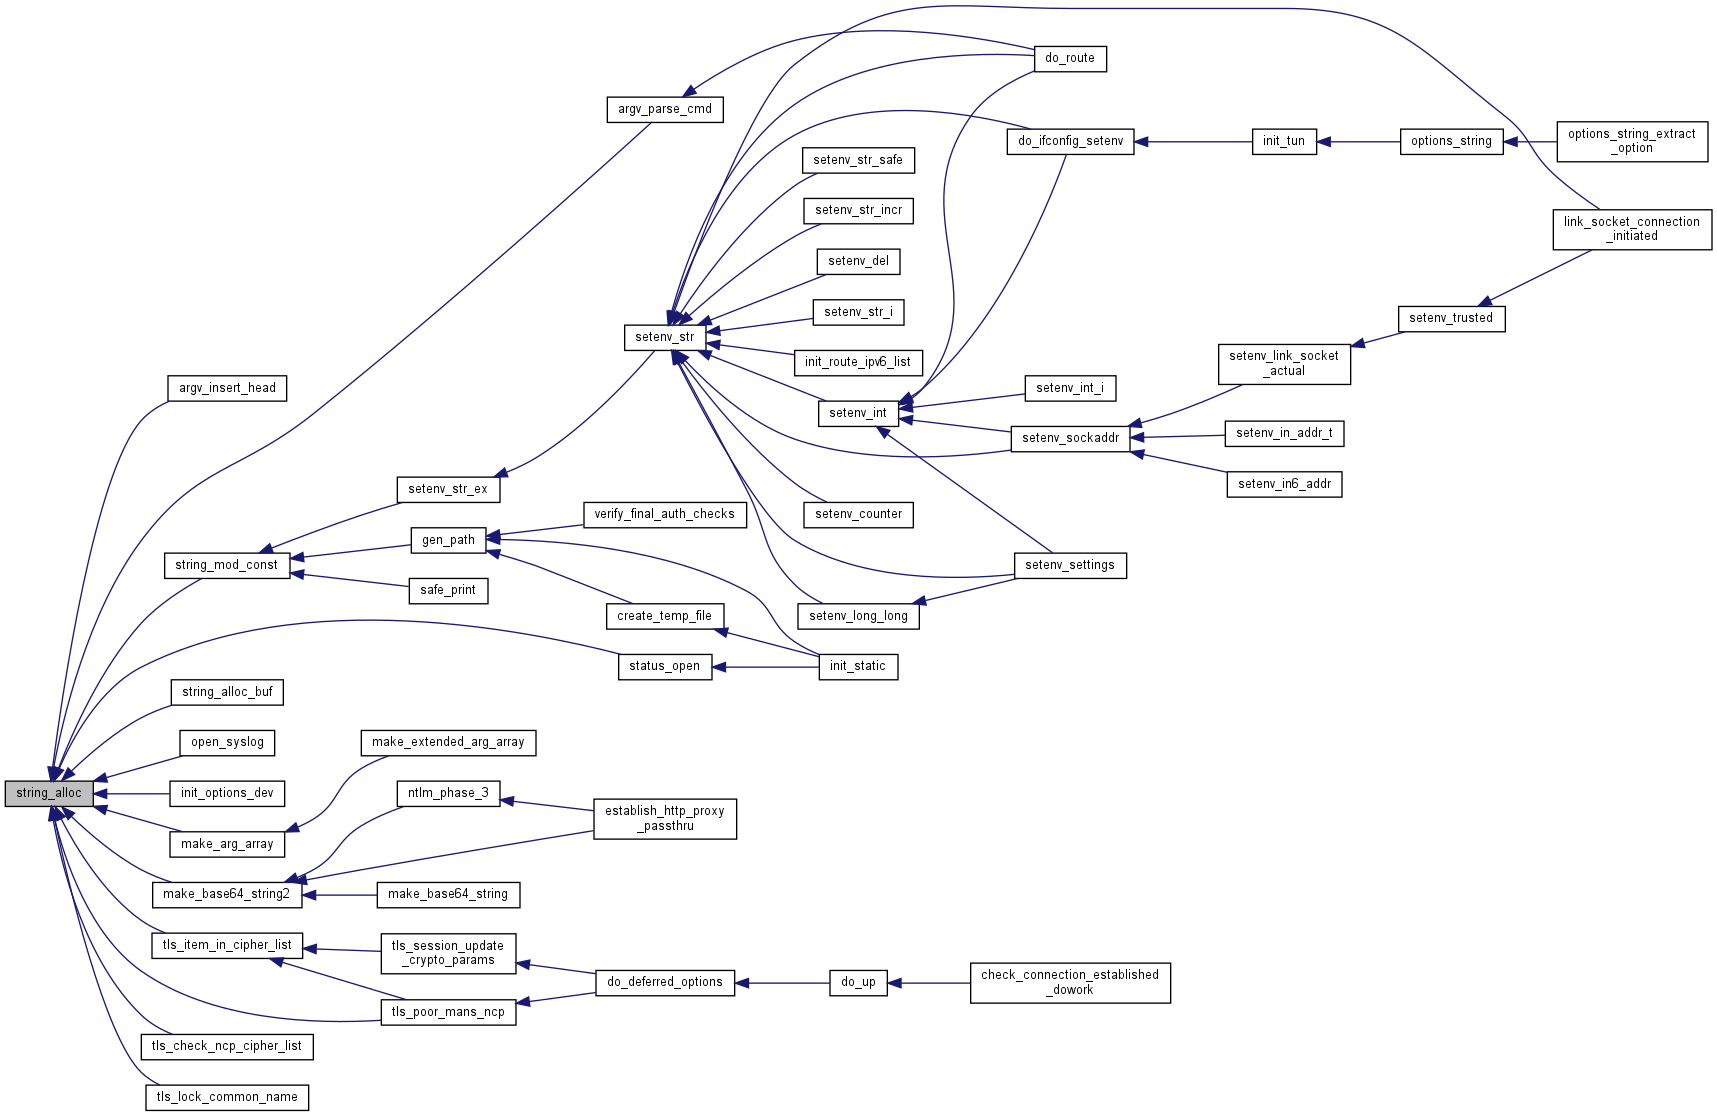 do_route
argv_parse_cmd
do_ifconfig_setenv
init_tun
options_string
options_string_extract
_option
setenv_str_safe
setenv_str_incr
link_socket_connection
_initiated
setenv_del
setenv_str_i
setenv_trusted
setenv_str
init_route_ipv6_list
setenv_link_socket
_actual
argv_insert_head
setenv_int_i
setenv_int
setenv_sockaddr
setenv_in_addr_t
setenv_in6_addr
setenv_str_ex
verify_final_auth_checks
setenv_counter
gen_path
string_mod_const
setenv_settings
safe_print
create_temp_file
setenv_long_long
status_open
init_static
string_alloc_buf
open_syslog
make_extended_arg_array
string_alloc
init_options_dev
ntlm_phase_3
establish_http_proxy
_passthru
make_arg_array
make_base64_string2
make_base64_string
tls_item_in_cipher_list
tls_session_update
_crypto_params
do_deferred_options
do_up
check_connection_established
_dowork
tls_poor_mans_ncp
tls_check_ncp_cipher_list
tls_lock_common_name